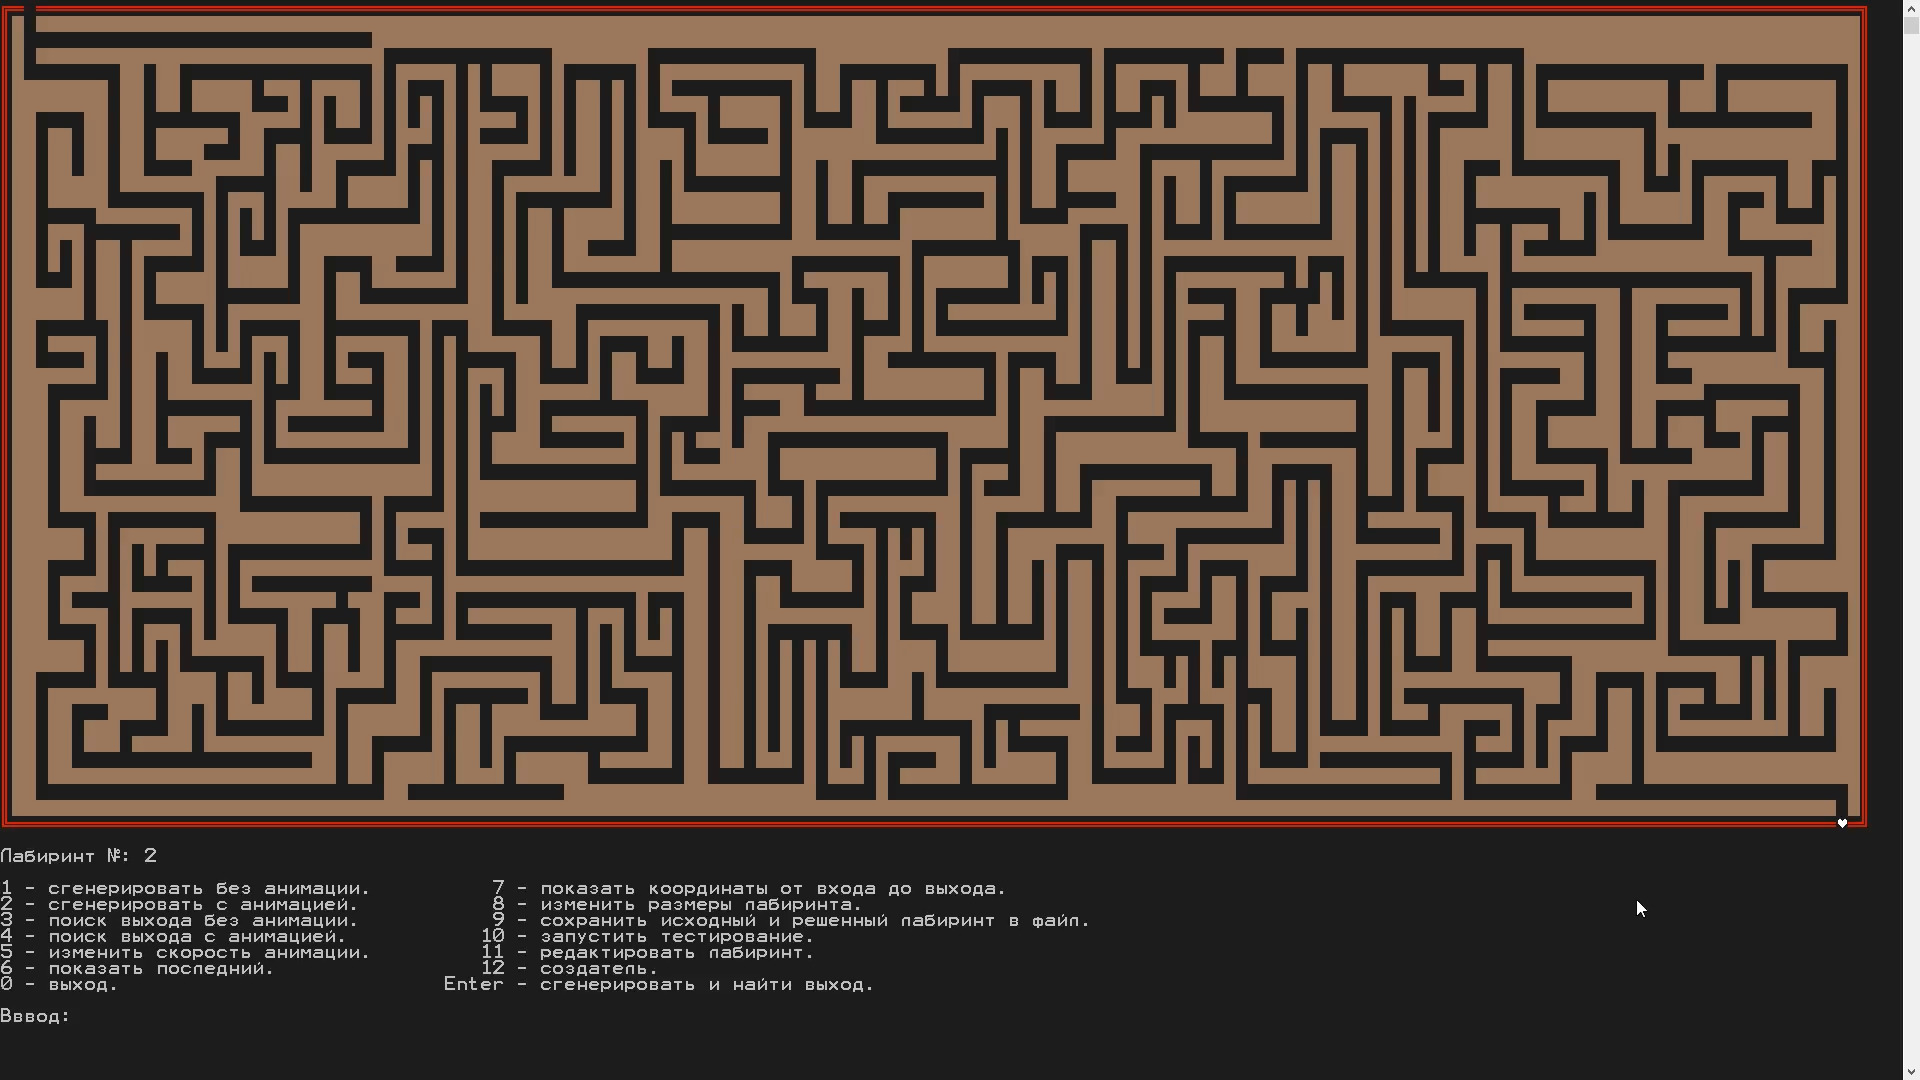 Лабиринт №: 2
1 - сгенерировать без анимации.
2 - сгенерировать с анимацией.
3 - поиск выхода без анимации.
4 - поиск выхода с анимацией.
5 - изменить скорость анимации.
6 - показать последний.
0 - выход.
7 - показать координаты от входа до выхода.
8 - изменить размеры лабиринта.
9 - сохранить исходный и решенный лабиринт в файл.
10 - запустить тестирование.
11 - редактировать лабиринт.
12 - создатель.
Enter - сгенерировать и найти выход.
Вввод: